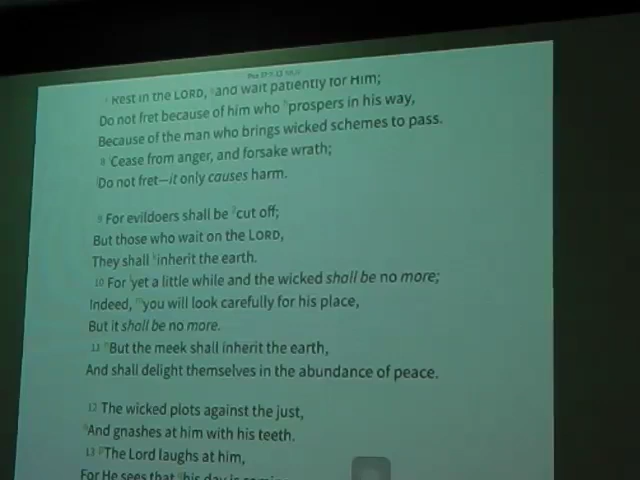 7 Rest in the LORD, and wait patiently for Him;
Do not fret because of him who prospers in his way,
Because of the man who brings wicked schemes to pass.
8 Cease from anger, and forsake wrath;
Do not fret—it only causes harm.
9 For evildoers shall be cut off;
But those who wait on the LORD,
They shall inherit the earth.
10 For yet a little while and the wicked shall be no more;
Indeed, you will look carefully for his place,
But it shall be no more.
11 But the meek shall inherit the earth,
And shall delight themselves in the abundance of peace.
12 The wicked plots against the just,
And gnashes at him with his teeth.
13 The Lord laughs at him,
For He sees that his day is coming